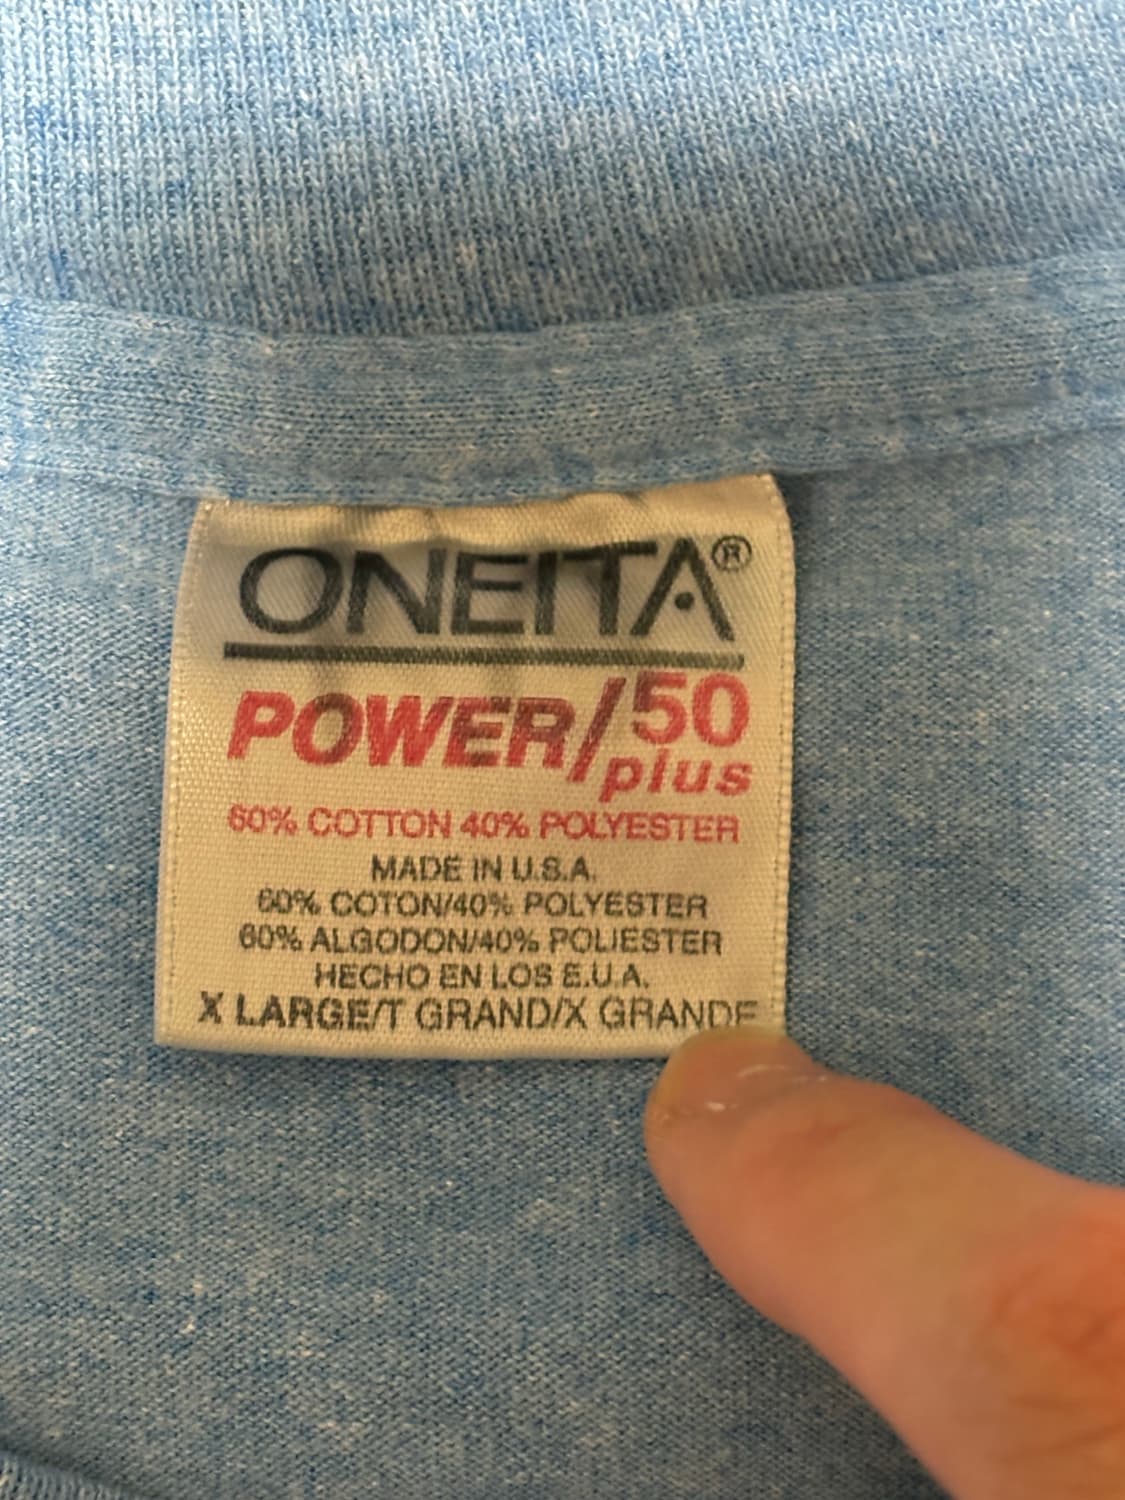 ONEITA®
POWER/50
plus
60% COTTON 40% POLYESTER
MADE IN U.S.A.
60% COTON/40% POLYESTER
60% ALGODON/40% POLIESTER
HECHO EN LOS E.U.A.
X LARGE/T GRAND/X GRANDE